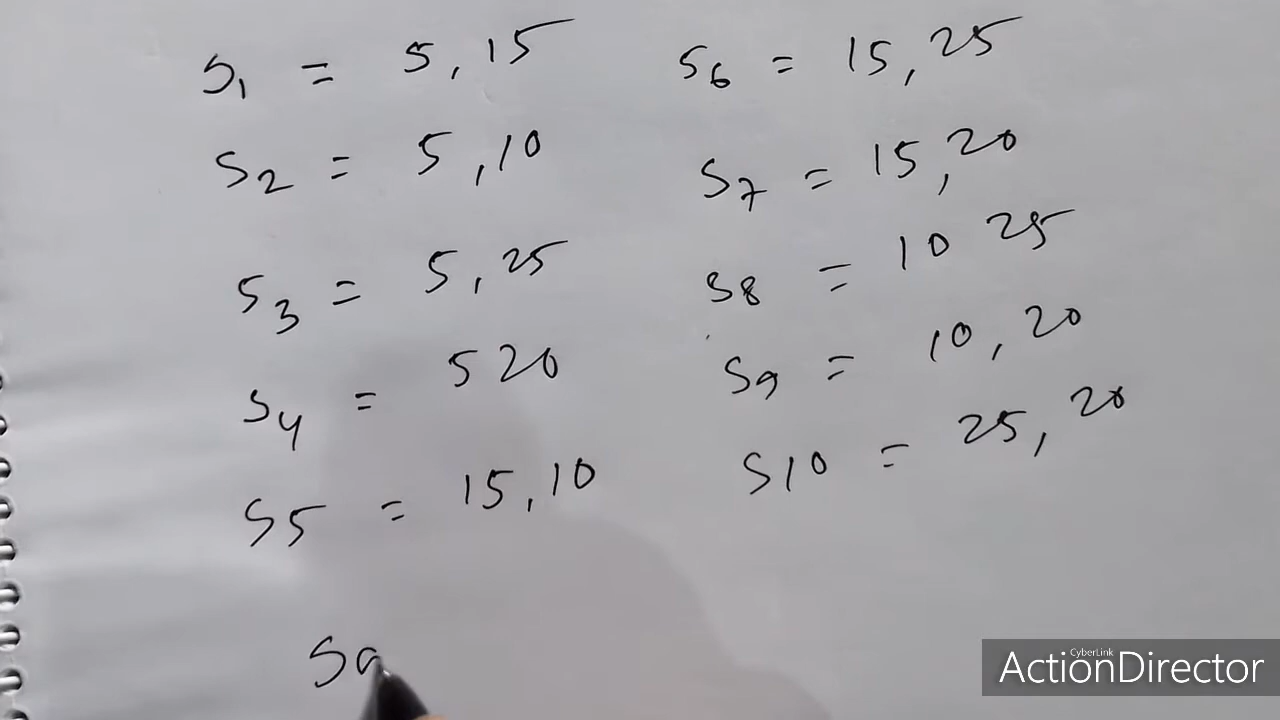 S1 = 5, 15
S2 = 5, 10
S3 = 5, 25
S4 = 5 20
S5 = 15, 10
S6 = 15, 25
S7 = 15, 20
S8 = 10 25
S9 = 10, 20
S10 = 25, 20
Sa
CyberLink
ActionDirector